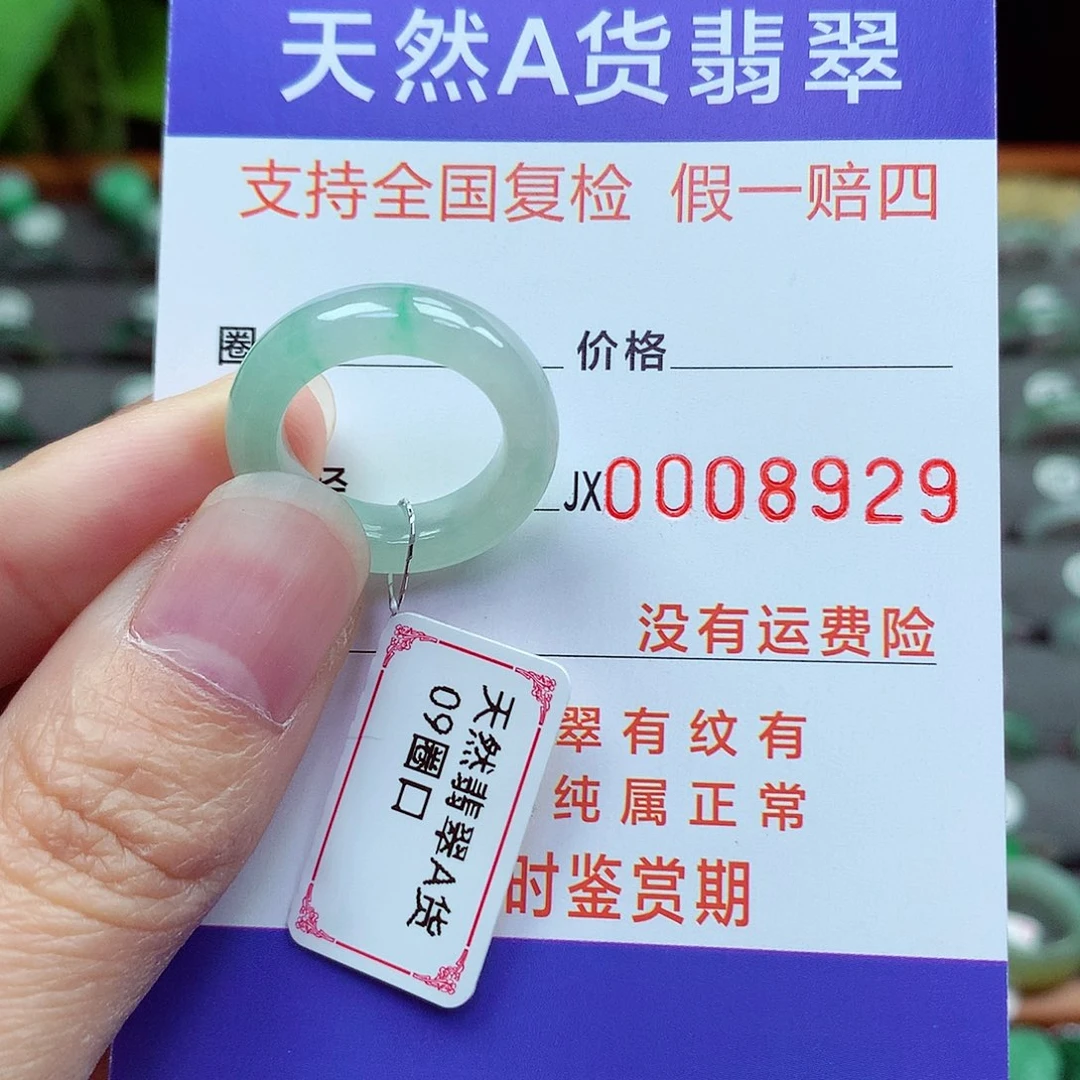 天然A货翡翠
支持全国复检 假一赔四
圈
价格
径
JX0008929
没有运费险
翠有纹有
纯属正常
时鉴赏期
天然翡翠A货
09圈口